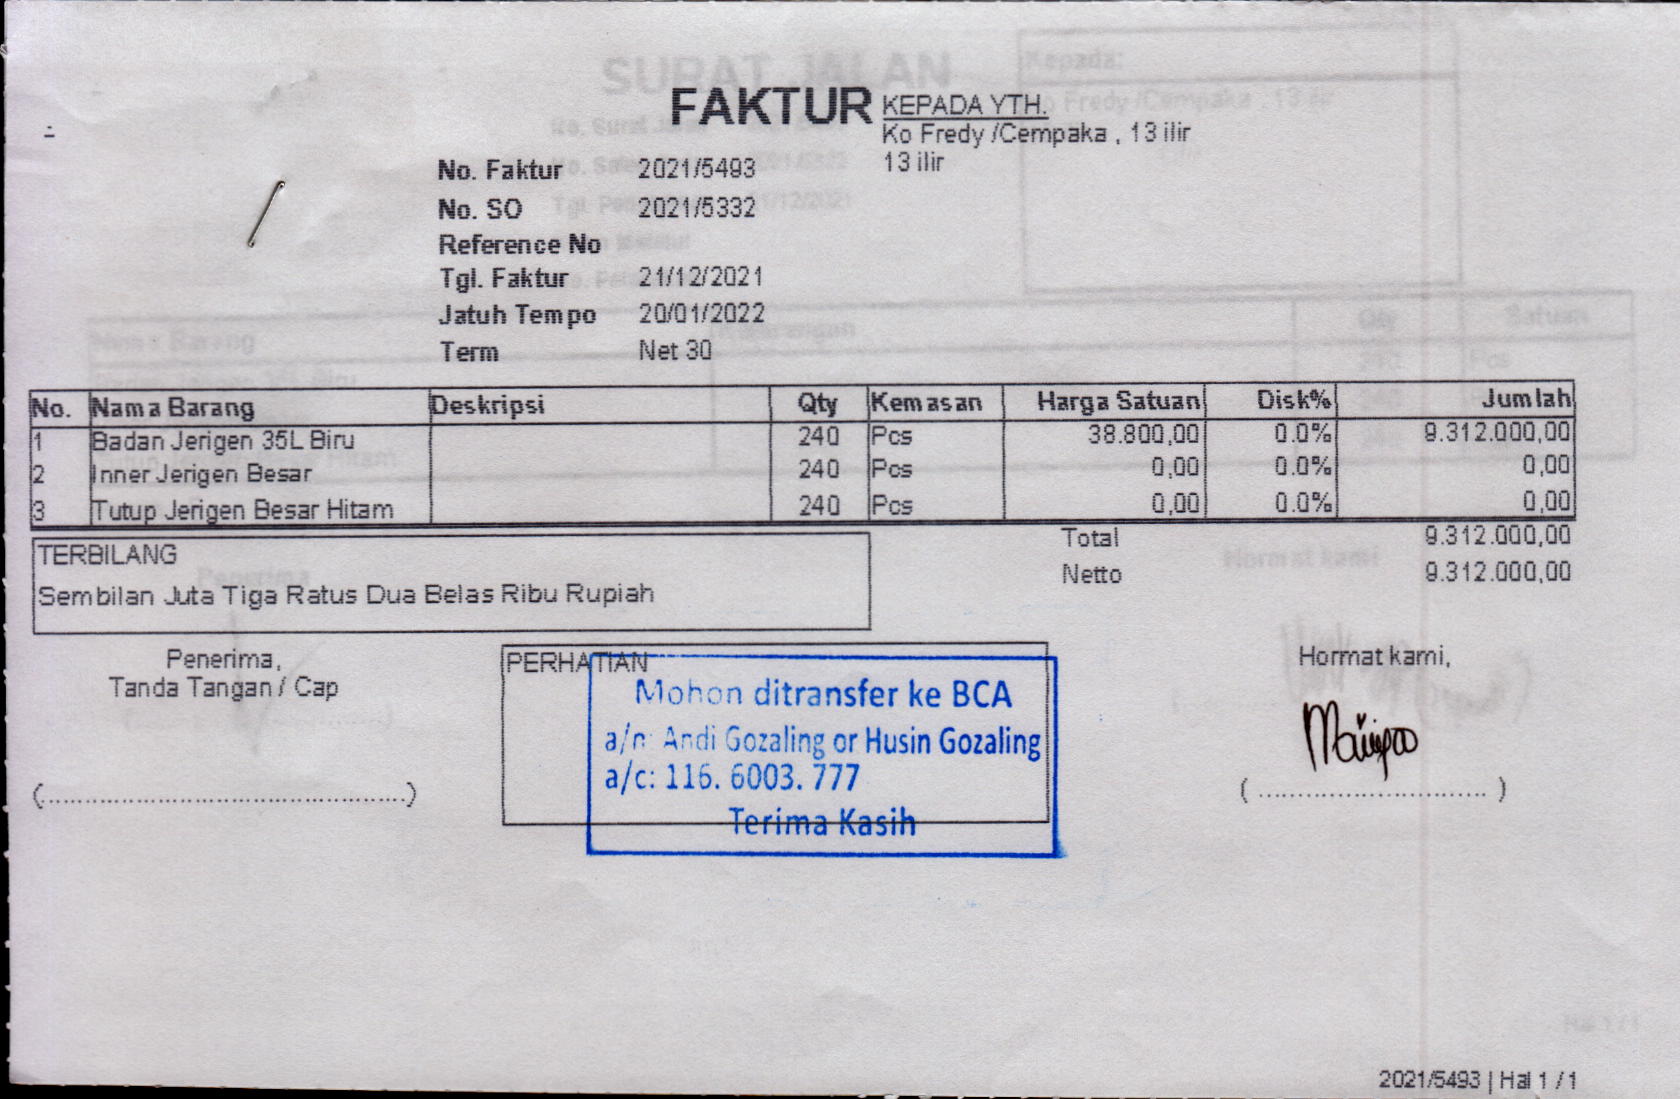 FAKTUR
KEPADA YTH.
Ko Fredy /Cempaka , 13 ilir
13 ilir
No. Faktur 2021/5493
No. SO 2021/5332
Reference No
Tgl. Faktur 21/12/2021
Jatuh Tempo 20/01/2022
Term Net 30
No. Nama Barang Deskripsi Qty Kemasan Harga Satuan Disk% Jumlah
1 Badan Jerigen 35L Biru 240 Pcs 38.800,00 0.0% 9.312.000,00
2 Inner Jerigen Besar 240 Pcs 0,00 0.0% 0,00
3 Tutup Jerigen Besar Hitam 240 Pcs 0,00 0.0% 0,00
Total 9.312.000,00
Netto 9.312.000,00
TERBILANG
Sembilan Juta Tiga Ratus Dua Belas Ribu Rupiah
Penerima,
Tanda Tangan / Cap
(................................................)
PERHATIAN
Mohon ditransfer ke BCA
a/n: Andi Gozaling or Husin Gozaling
a/c: 116. 6003. 777
Terima Kasih
Hormat kami,
( ............................... )
2021/5493 | Hal 1 / 1